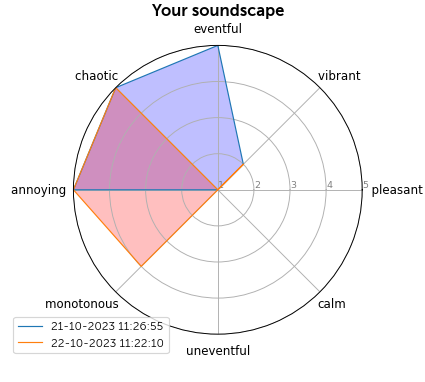 Your soundscape
eventful
chaotic
vibrant
annoying
1
2
3
4
5
pleasant
monotonous
calm
uneventful
21-10-2023 11:26:55
22-10-2023 11:22:10